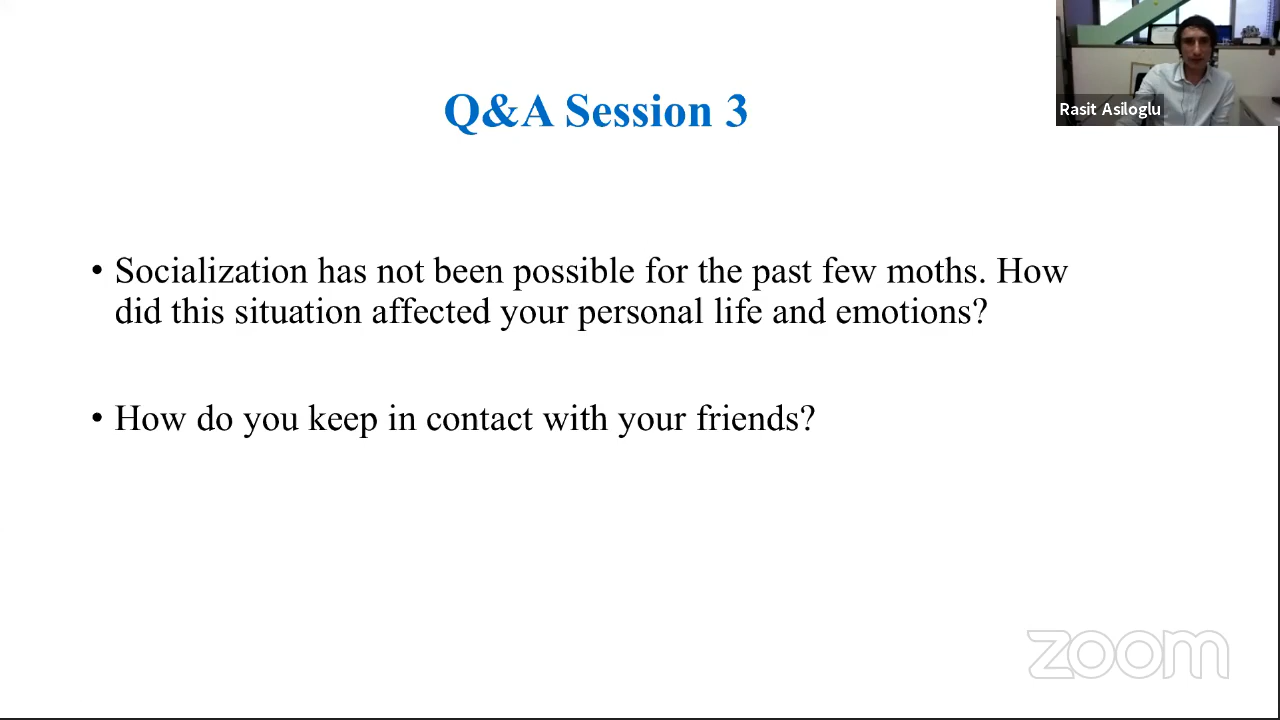 Q&A Session 3
Rasit Asiloglu
• Socialization has not been possible for the past few moths. How
did this situation affected your personal life and emotions?
• How do you keep in contact with your friends?
zoom